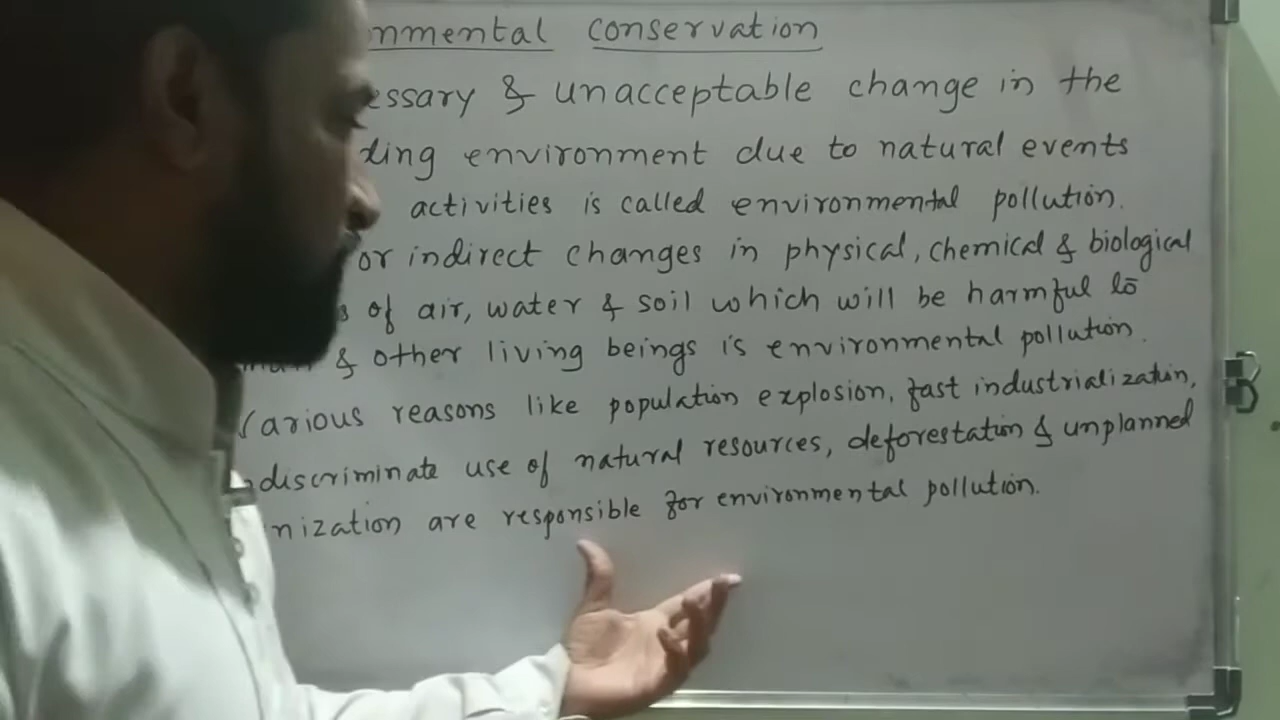 nmental conservation
essary & unacceptable change in the
ding environment due to natural events
activities is called environmental pollution.
or indirect changes in physical, chemical & biological
s of air, water & soil which will be harmful to
& other living beings is environmental pollution.
Various reasons like population explosion, fast industrialization,
discriminate use of natural resources, deforestation & unplanned
nization are responsible for environmental pollution.